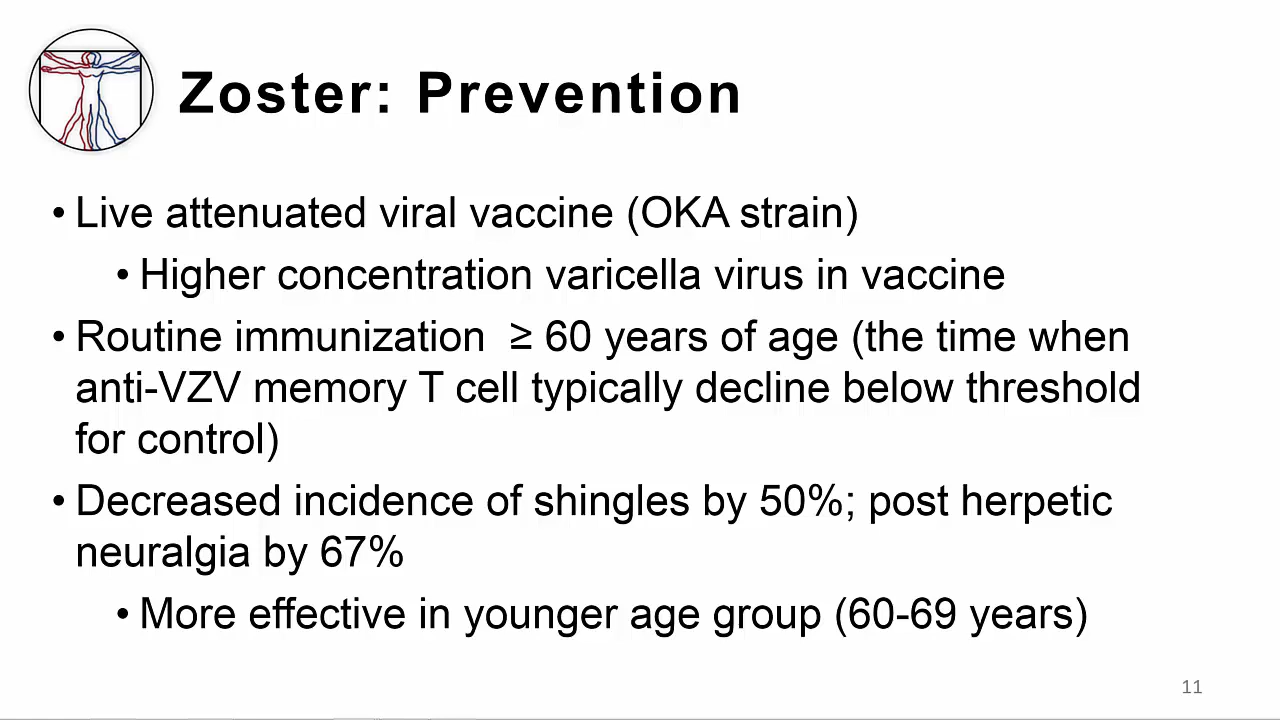 Zoster: Prevention
• Live attenuated viral vaccine (OKA strain)
• Higher concentration varicella virus in vaccine
• Routine immunization ≥ 60 years of age (the time when
anti-VZV memory T cell typically decline below threshold
for control)
• Decreased incidence of shingles by 50%; post herpetic
neuralgia by 67%
• More effective in younger age group (60-69 years)
11